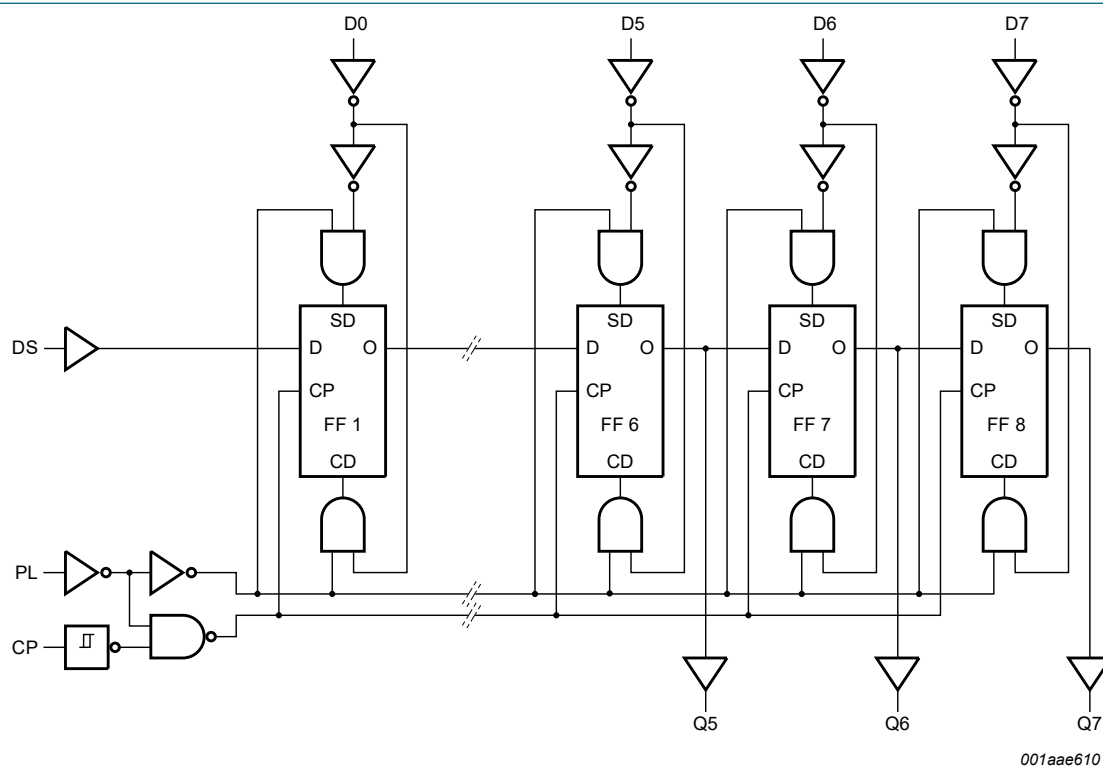 D0 D5 D6 D7
SD SD SD SD
DS D O D O D O D O
CP CP CP CP
FF 1 FF 6 FF 7 FF 8
CD CD CD CD
PL
CP
Q5 Q6 Q7
001aae610